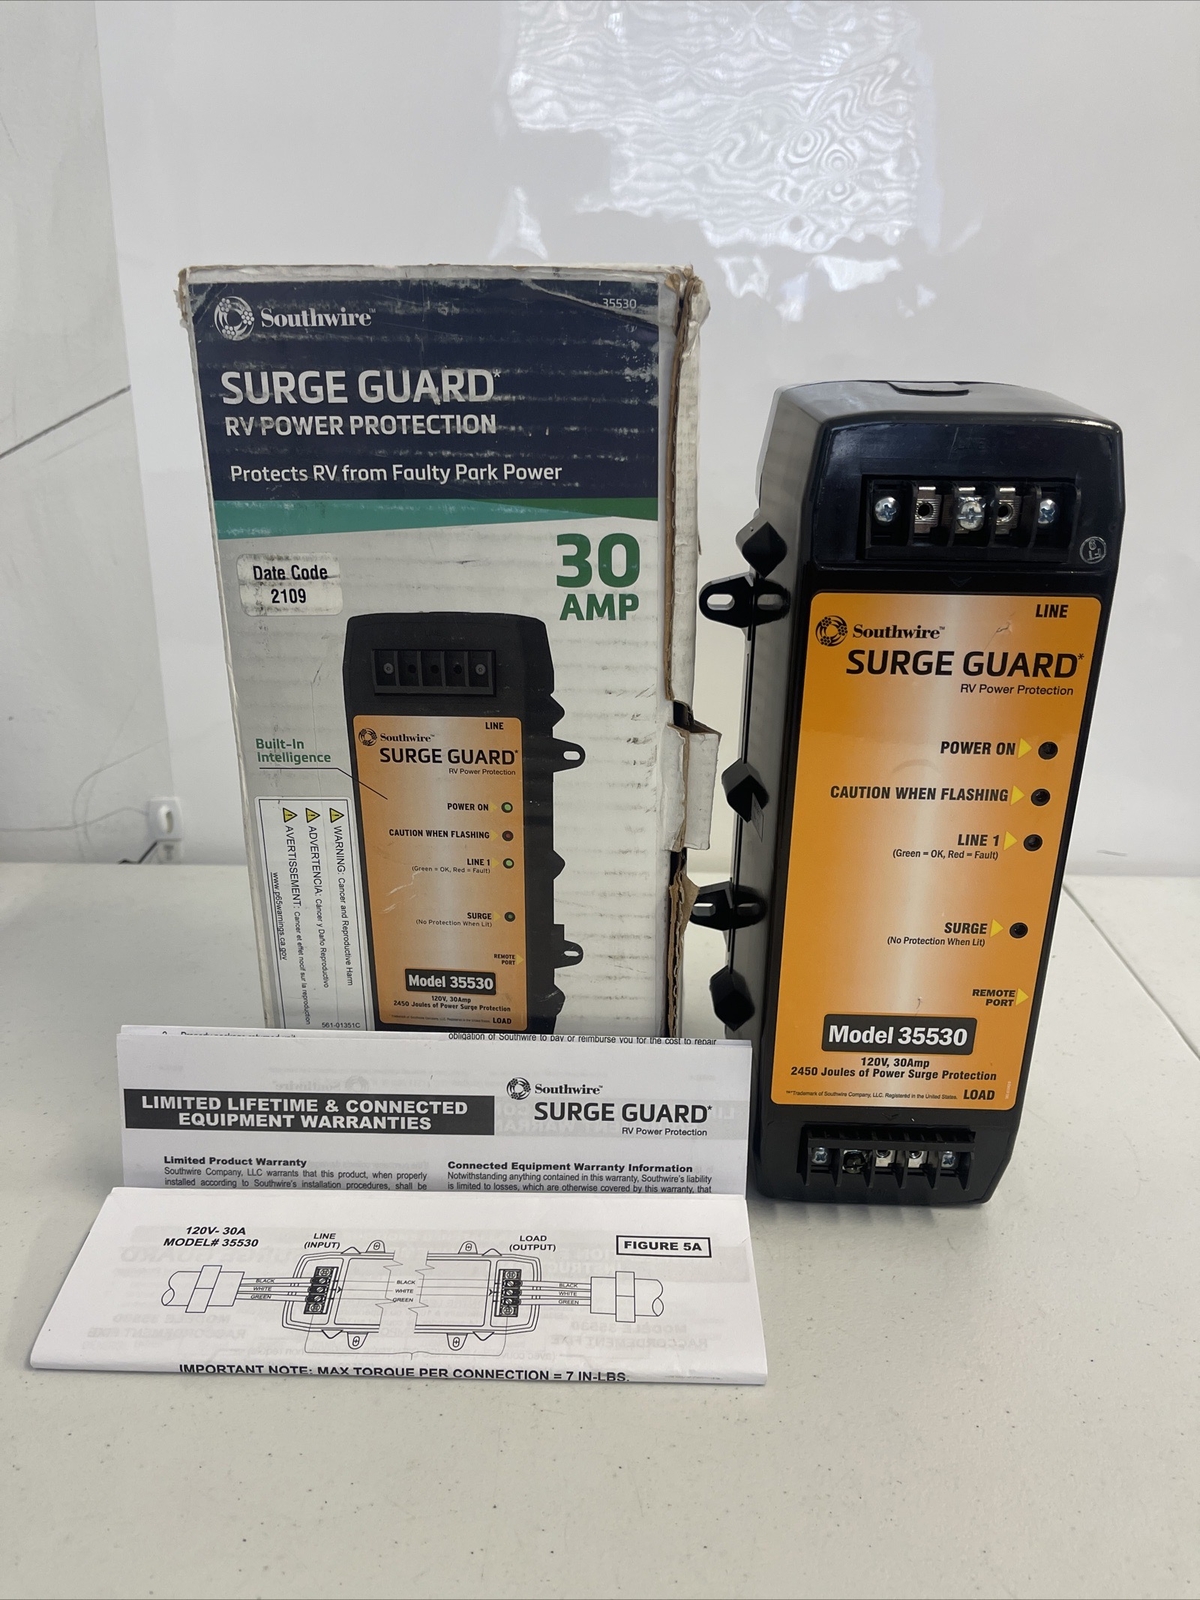 35530
Southwire™
SURGE GUARD*
RV POWER PROTECTION
Protects RV from Faulty Park Power
30
AMP
Date Code
2109
Built-In
Intelligence
LINE
Southwire™
SURGE GUARD*
RV Power Protection
POWER ON
CAUTION WHEN FLASHING
LINE 1
(Green = OK, Red = Fault)
SURGE
(No Protection When Lit)
REMOTE
PORT
Model 35530
120V, 30Amp
2450 Joules of Power Surge Protection
LOAD
WARNING: Cancer and Reproductive Harm
ADVERTENCIA: Cáncer y Daño Reproductivo
AVERTISSEMENT: Cancer et effet nocif sur la reproduction
www.p65warnings.ca.gov
561-01351C
LINE
Southwire™
SURGE GUARD*
RV Power Protection
POWER ON
CAUTION WHEN FLASHING
LINE 1
(Green = OK, Red = Fault)
SURGE
(No Protection When Lit)
REMOTE
PORT
Model 35530
120V, 30Amp
2450 Joules of Power Surge Protection
™*Trademark of Southwire Company, LLC. Registered in the United States.
LOAD
obligation of Southwire to pay or reimburse you for the cost to repair
LIMITED LIFETIME & CONNECTED
EQUIPMENT WARRANTIES
Southwire™
SURGE GUARD*
RV Power Protection
Limited Product Warranty
Southwire Company, LLC warrants that this product, when properly
installed according to Southwire's installation procedures, shall be
Connected Equipment Warranty Information
Notwithstanding anything contained in this warranty, Southwire's liability
is limited to losses, which are otherwise covered by this warranty, that
120V- 30A
MODEL# 35530
LINE
(INPUT)
LOAD
(OUTPUT)
FIGURE 5A
BLACK
WHITE
GREEN
BLACK
WHITE
GREEN
BLACK
WHITE
GREEN
IMPORTANT NOTE: MAX TORQUE PER CONNECTION = 7 IN-LBS.